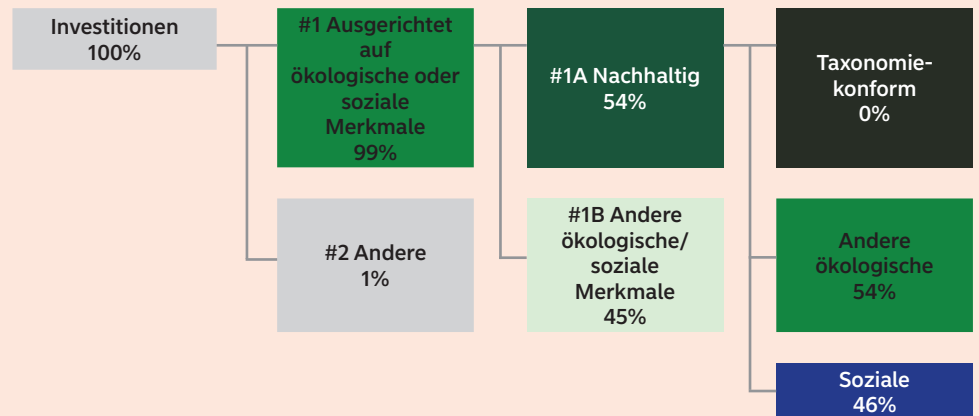 Investitionen
100%
#1 Ausgerichtet
auf
ökologische oder
soziale
Merkmale
99%
#1A Nachhaltig
54%
Taxonomie-
konform
0%
#2 Andere
1%
#1B Andere
ökologische/
soziale
Merkmale
45%
Andere
ökologische
54%
Soziale
46%